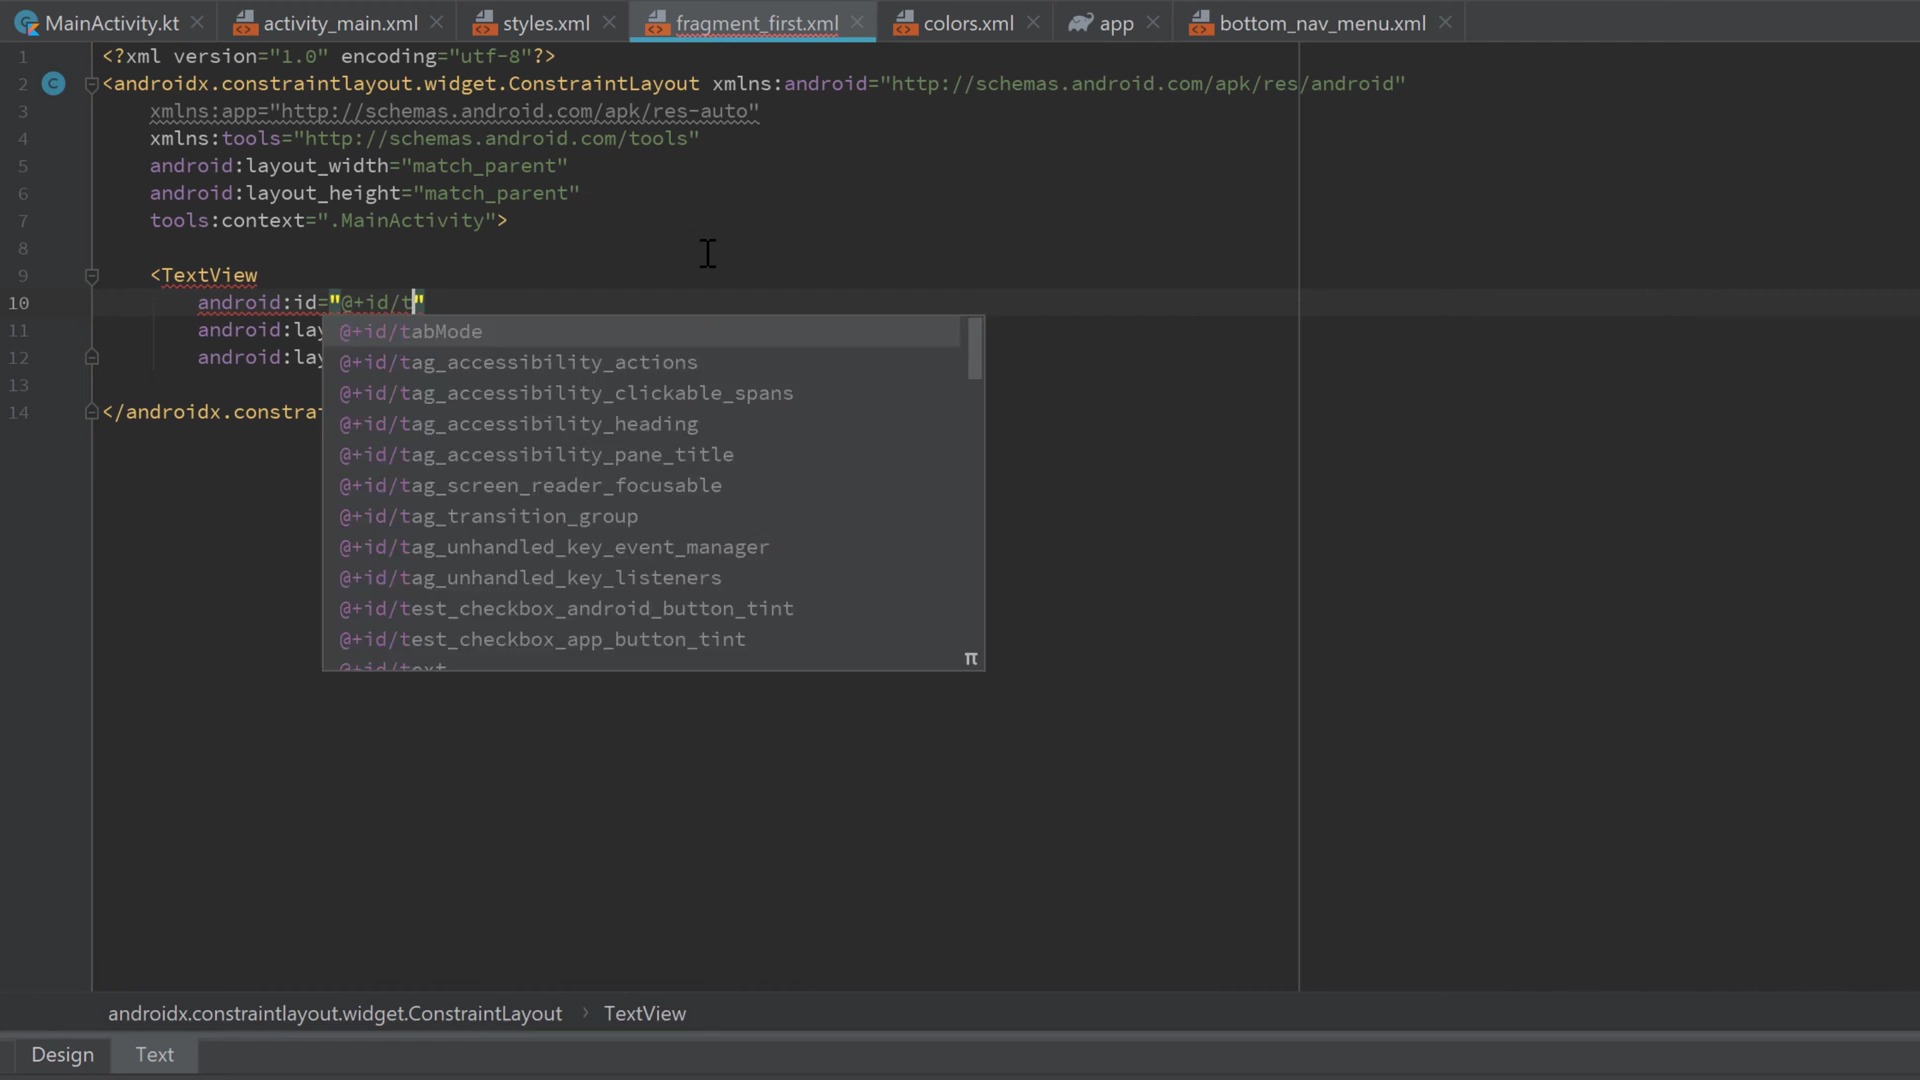 MainActivity.kt activity_main.xml styles.xml fragment_first.xml colors.xml app bottom_nav_menu.xml
1 <?xml version="1.0" encoding="utf-8"?>
2 <androidx.constraintlayout.widget.ConstraintLayout xmlns:android="http://schemas.android.com/apk/res/android"
3 xmlns:app="http://schemas.android.com/apk/res-auto"
4 xmlns:tools="http://schemas.android.com/tools"
5 android:layout_width="match_parent"
6 android:layout_height="match_parent"
7 tools:context=".MainActivity">
8
9 <TextView
10 android:id="@+id/t"
11 android:lay
12 android:lay
13
14 </androidx.constrai
@+id/tabMode
@+id/tag_accessibility_actions
@+id/tag_accessibility_clickable_spans
@+id/tag_accessibility_heading
@+id/tag_accessibility_pane_title
@+id/tag_screen_reader_focusable
@+id/tag_transition_group
@+id/tag_unhandled_key_event_manager
@+id/tag_unhandled_key_listeners
@+id/test_checkbox_android_button_tint
@+id/test_checkbox_app_button_tint
@+id/text
π
androidx.constraintlayout.widget.ConstraintLayout › TextView
Design Text